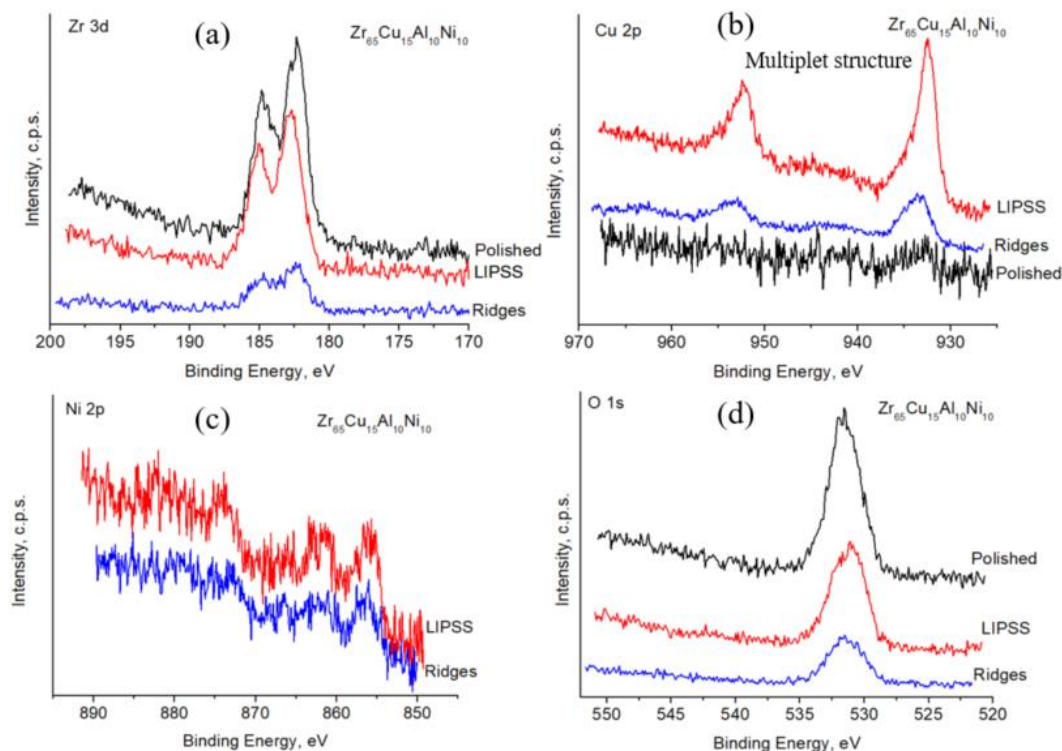 Zr 3d
(a)
Zr₆₅Cu₁₅Al₁₀Ni₁₀
Intensity, c.p.s.
Polished
LIPSS
Ridges
200 195 190 185 180 175 170
Binding Energy, eV
Cu 2p
(b)
Zr₆₅Cu₁₅Al₁₀Ni₁₀
Multiplet structure
Intensity, c.p.s.
LIPSS
Ridges
Polished
970 960 950 940 930
Binding Energy, eV
Ni 2p
(c)
Zr₆₅Cu₁₅Al₁₀Ni₁₀
Intensity, c.p.s.
LIPSS
Ridges
890 880 870 860 850
Binding Energy, eV
O 1s
(d)
Zr₆₅Cu₁₅Al₁₀Ni₁₀
Intensity, c.p.s.
Polished
LIPSS
Ridges
550 545 540 535 530 525 520
Binding Energy, eV